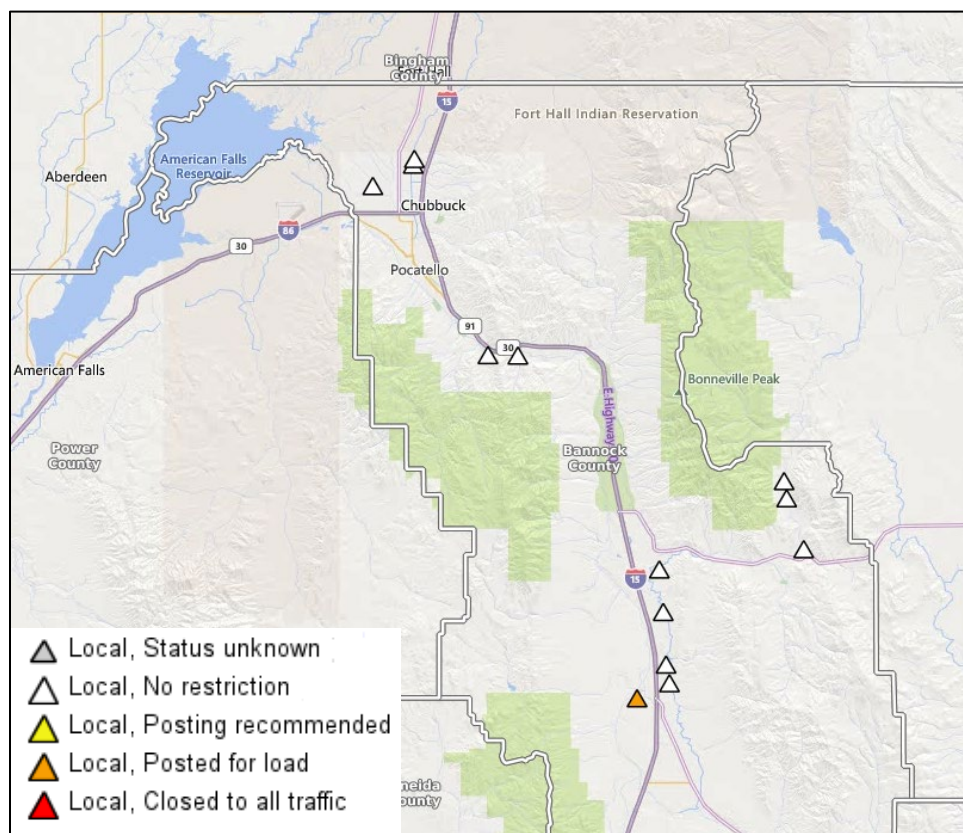 Bingham
County
Fort Hall
15
Fort Hall Indian Reservation
American Falls
Reservoir
Aberdeen
Chubbuck
30
86
Pocatello
91
30
American Falls
Bonneville Peak
E Highway
Power
County
Bannock
County
15
Local, Status unknown
Local, No restriction
Local, Posting recommended
Local, Posted for load
Local, Closed to all traffic